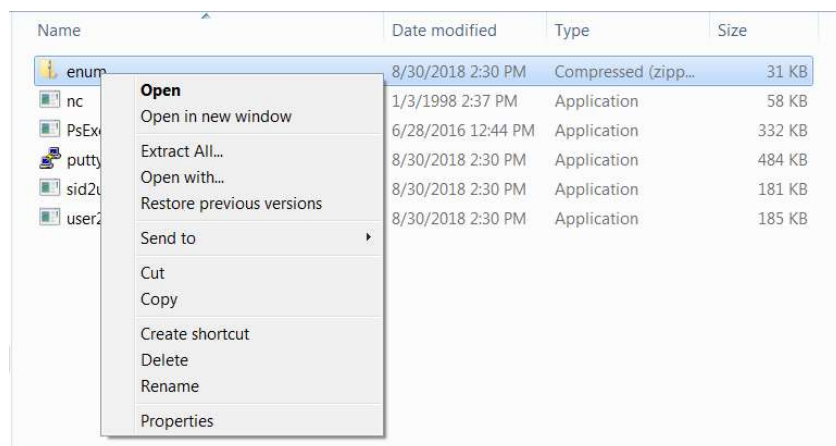 Name Date modified Type Size
enum 8/30/2018 2:30 PM Compressed (zipp... 31 KB
nc 1/3/1998 2:37 PM Application 58 KB
PsExe 6/28/2016 12:44 PM Application 332 KB
putty 8/30/2018 2:30 PM Application 484 KB
sid2u 8/30/2018 2:30 PM Application 181 KB
user2 8/30/2018 2:30 PM Application 185 KB
Open
Open in new window
Extract All...
Open with...
Restore previous versions
Send to
Cut
Copy
Create shortcut
Delete
Rename
Properties